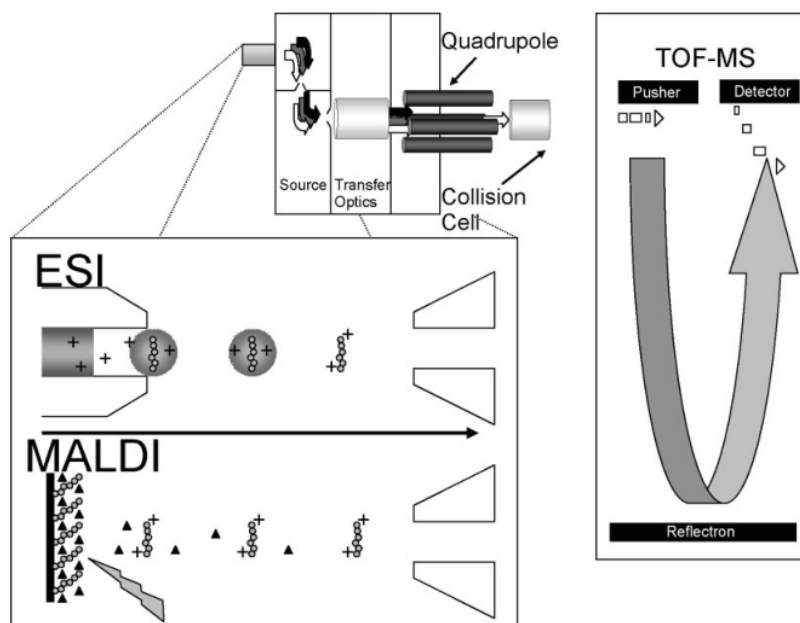 Quadrupole
Source
Transfer
Optics
Collision
Cell
ESI
+
+
+
+
+
+
+
+
+
MALDI
+
+
+
+
+
+
TOF-MS
Pusher
Detector
Reflectron